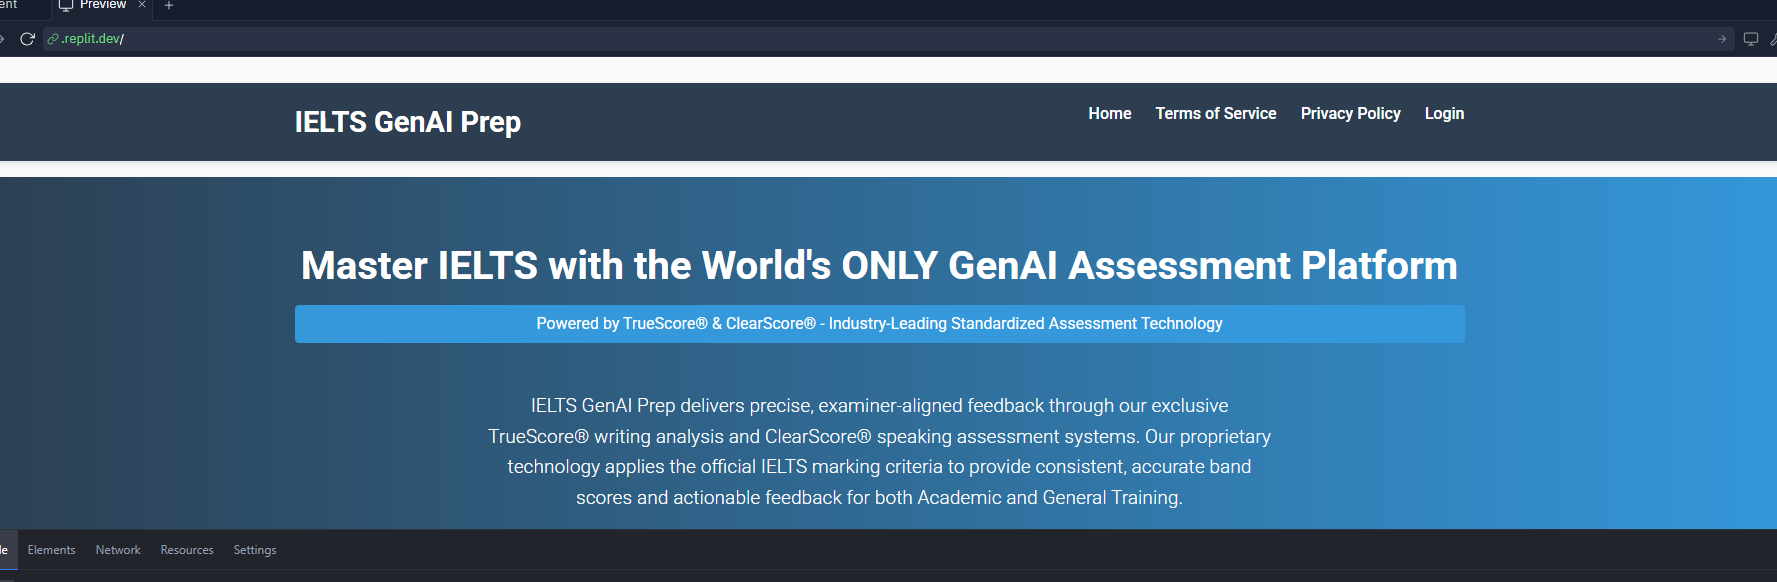 ent
Preview
.replit.dev/
IELTS GenAI Prep
Home Terms of Service Privacy Policy Login
Master IELTS with the World's ONLY GenAI Assessment Platform
Powered by TrueScore® & ClearScore® - Industry-Leading Standardized Assessment Technology
IELTS GenAI Prep delivers precise, examiner-aligned feedback through our exclusive
TrueScore® writing analysis and ClearScore® speaking assessment systems. Our proprietary
technology applies the official IELTS marking criteria to provide consistent, accurate band
scores and actionable feedback for both Academic and General Training.
le Elements Network Resources Settings